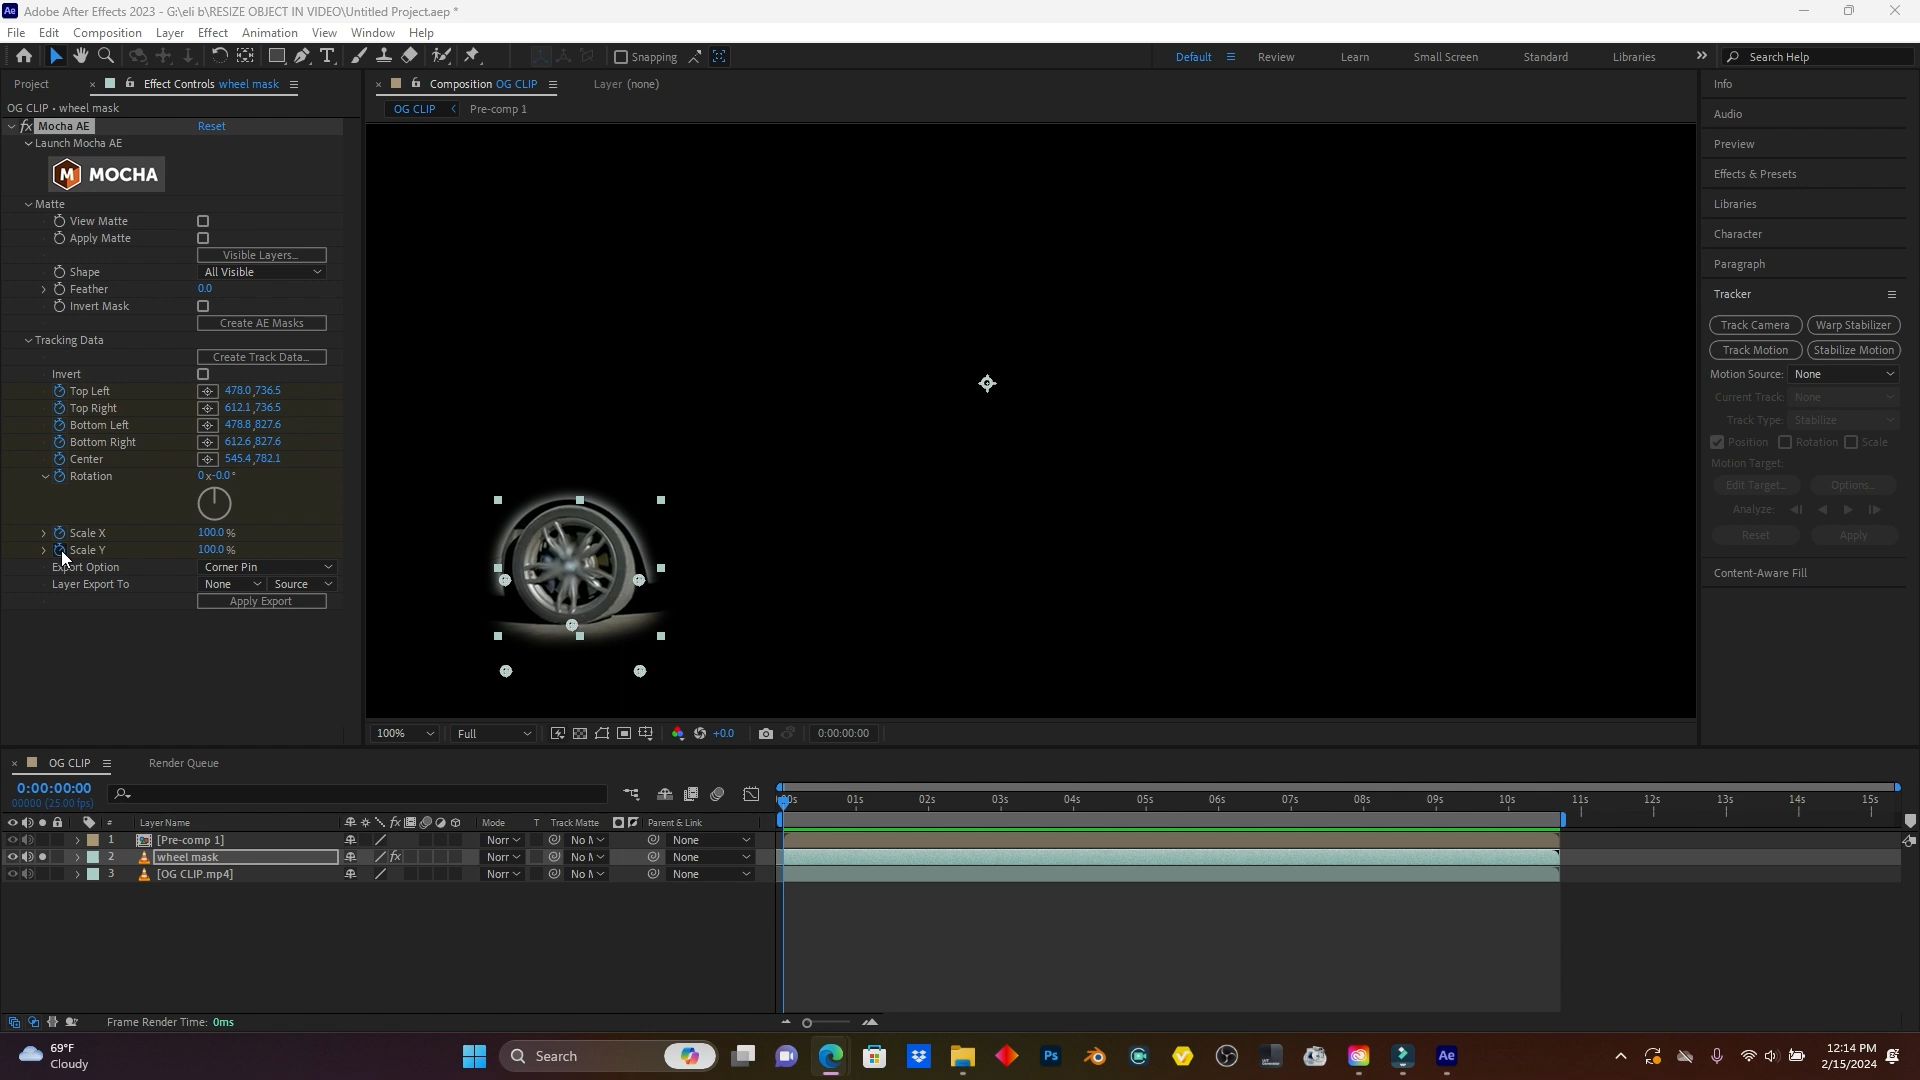 Adobe After Effects 2023 - G:\eli b\RESIZE OBJECT IN VIDEO\Untitled Project.aep *
File Edit Composition Layer Effect Animation View Window Help
Snapping
Default Review Learn Small Screen Standard Libraries Search Help
Project Effect Controls wheel mask
Composition OG CLIP Layer (none)
OG CLIP • wheel mask
OG CLIP Pre-comp 1
fx Mocha AE Reset
Launch Mocha AE
M MOCHA
Matte
View Matte
Apply Matte
Visible Layers...
Shape All Visible
Feather 0.0
Invert Mask
Create AE Masks
Tracking Data
Create Track Data...
Invert
Top Left 478.0,736.5
Top Right 612.1,736.5
Bottom Left 478.8,827.6
Bottom Right 612.6,827.6
Center 545.4,782.1
Rotation 0x-0.0°
Scale X 100.0 %
Scale Y 100.0 %
Export Option Corner Pin
Layer Export To None Source
Apply Export
Info
Audio
Preview
Effects & Presets
Libraries
Character
Paragraph
Tracker
Track Camera Warp Stabilizer
Track Motion Stabilize Motion
Motion Source: None
Current Track: None
Track Type: Stabilize
Position Rotation Scale
Motion Target:
Edit Target... Options...
Analyze:
Reset Apply
Content-Aware Fill
100% Full +0.0 0:00:00:00
OG CLIP Render Queue
0:00:00:00
00000 (25.00 fps)
01s 02s 03s 04s 05s 06s 07s 08s 09s 10s 11s 12s 13s 14s 15s
# Layer Name fx Mode T Track Matte Parent & Link
1 [Pre-comp 1] Norr No M None
2 wheel mask fx Norr No M None
3 [OG CLIP.mp4] Norr No M None
Frame Render Time: 0ms
69°F
Cloudy
Search
Ps
Ae
12:14 PM
2/15/2024